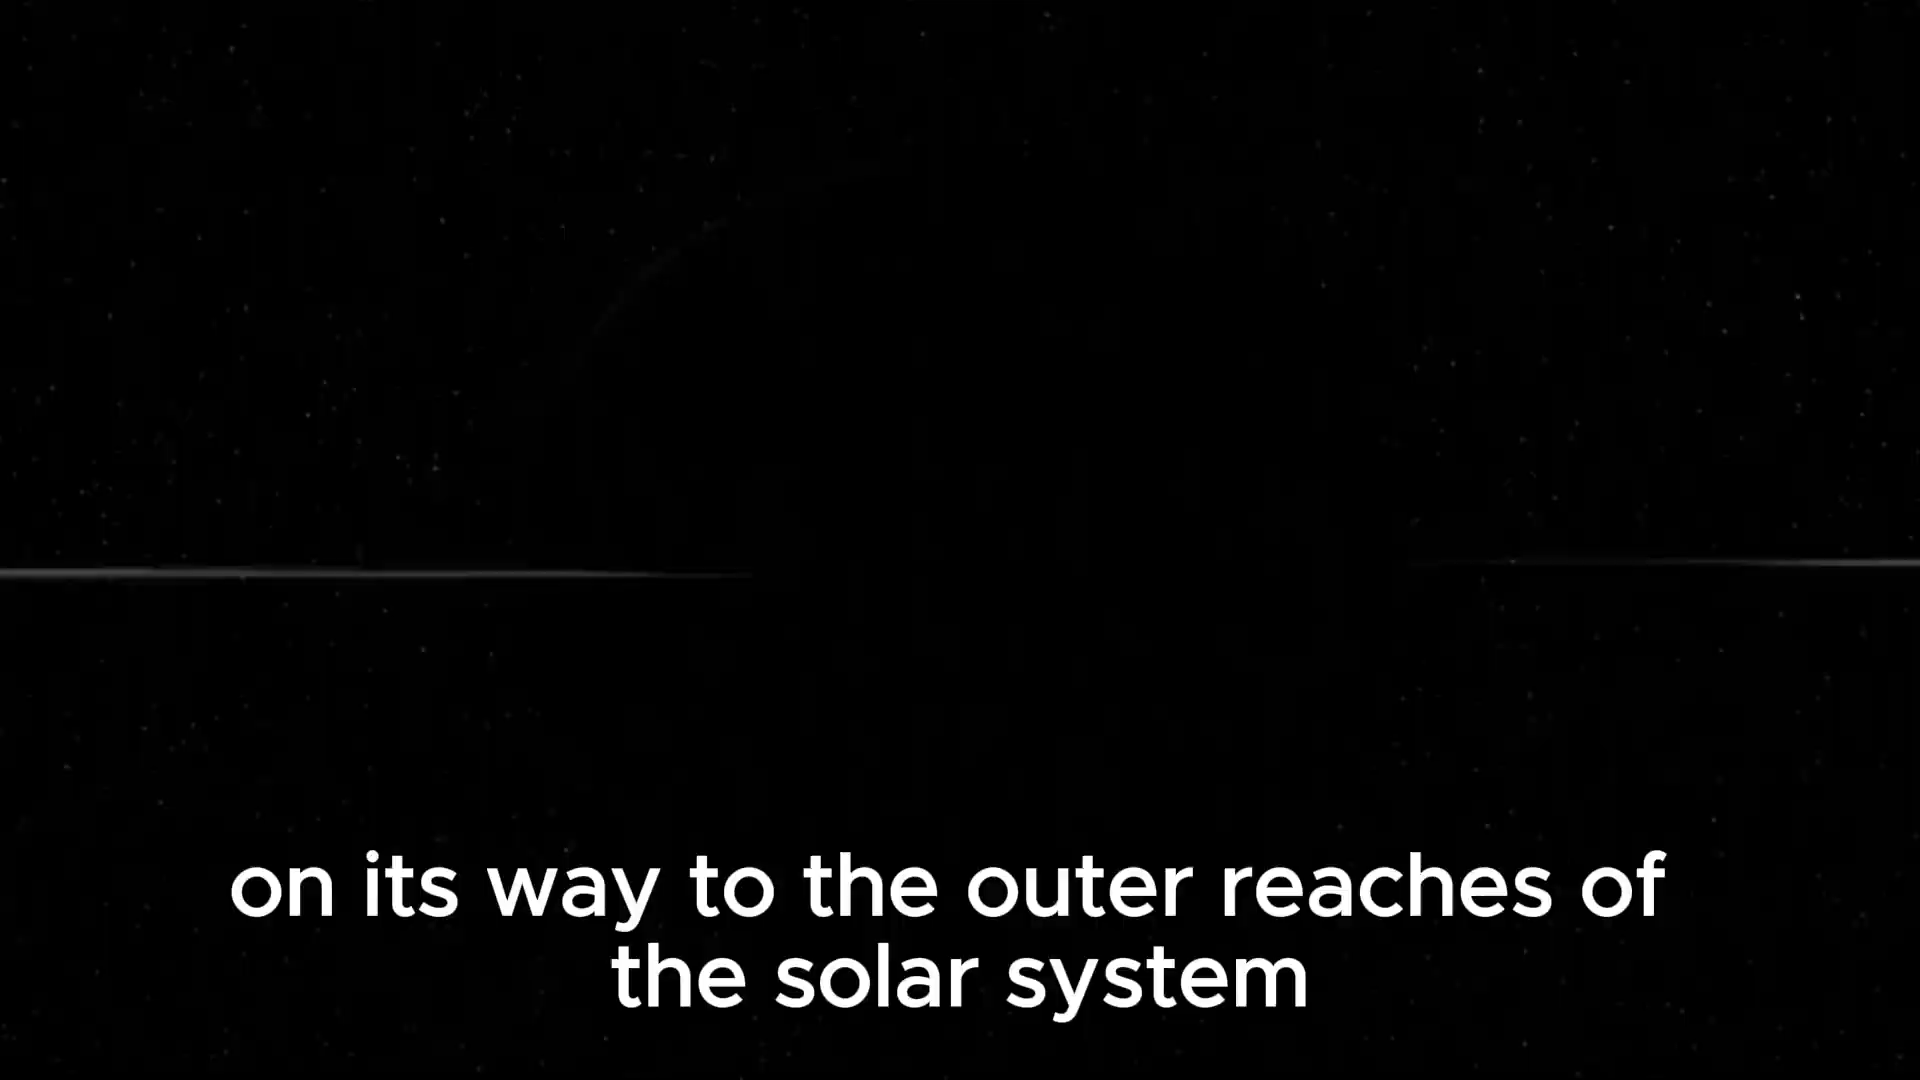 on its way to the outer reaches of
the solar system